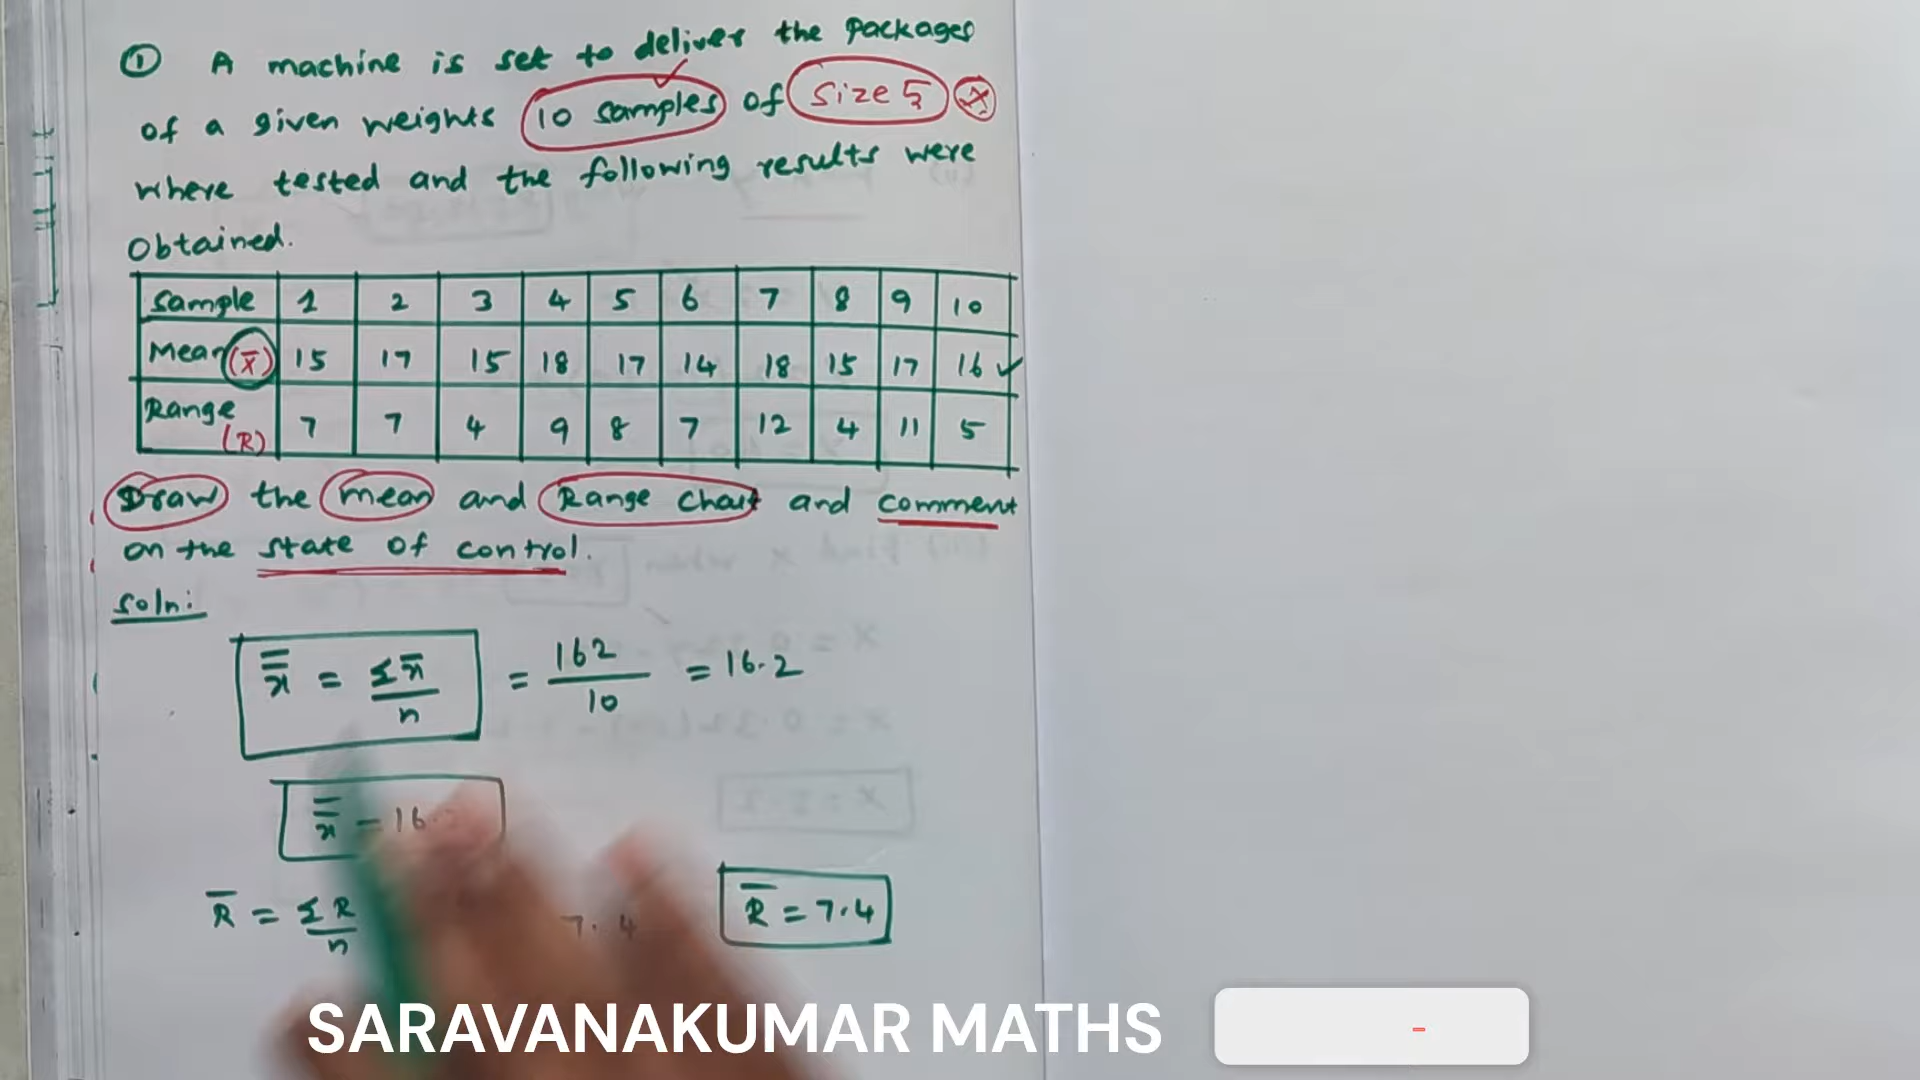 ① A machine is set to deliver the packages
of a given weights 10 samples of size 5
where tested and the following results were
Obtained.
Sample 1 2 3 4 5 6 7 8 9 10
Mean (x̅) 15 17 15 18 17 14 18 15 17 16 ✓
Range (R) 7 7 4 9 8 7 12 4 11 5
Draw the mean and Range chart and comment
on the state of control.
Soln:
x̿ = Σx̅/n = 162/10 = 16.2
x̿ = 16.
R̅ = ΣR/n 7.4 R̅ = 7.4
SARAVANAKUMAR MATHS